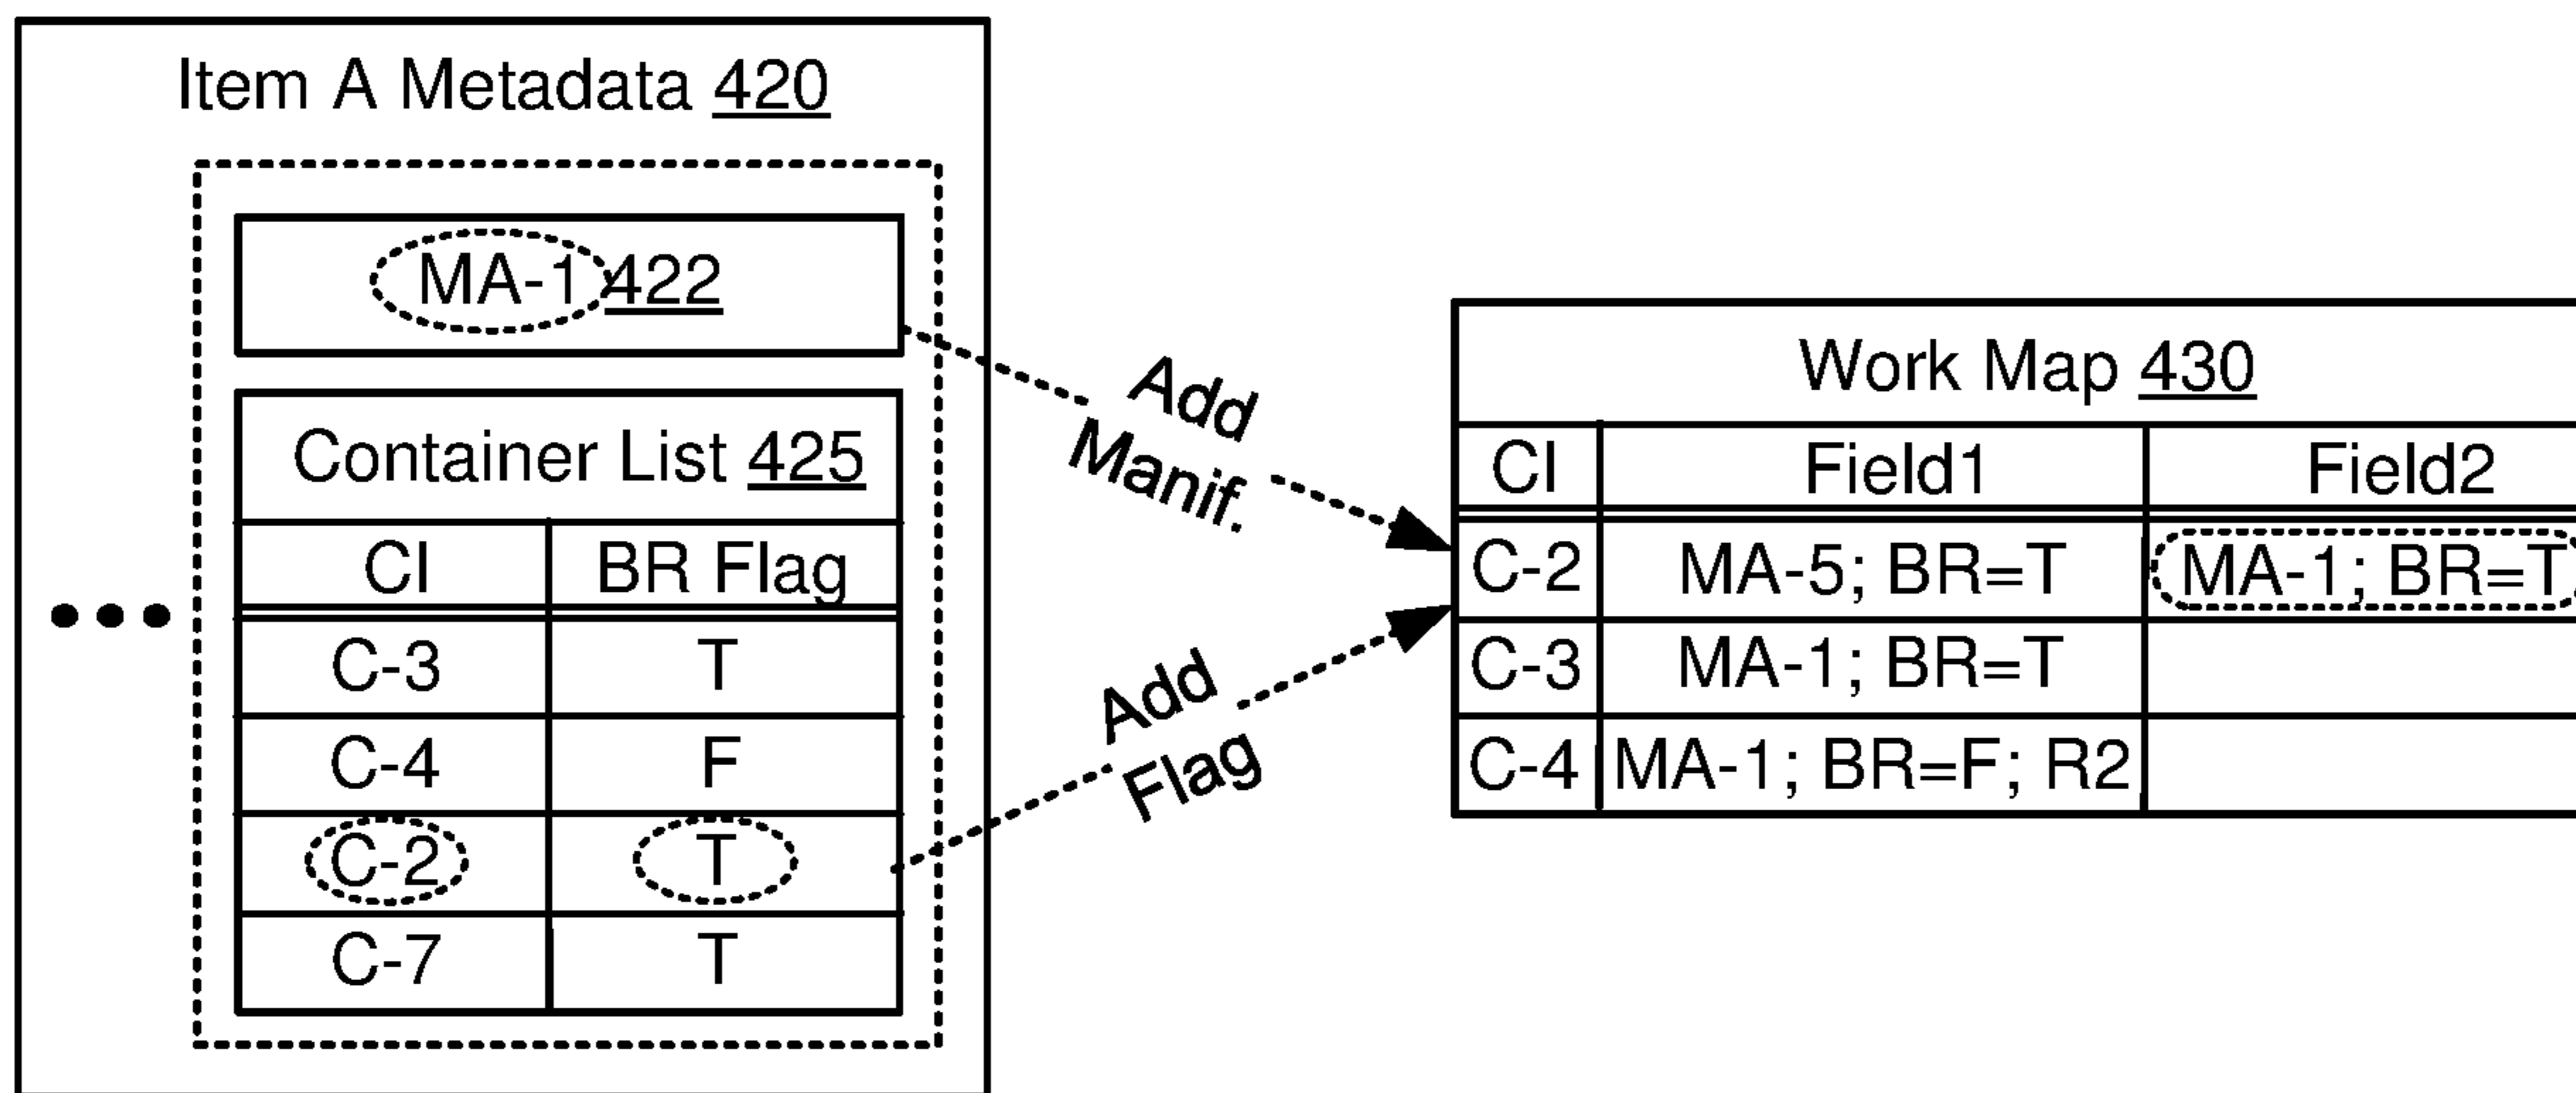 Item A Metadata 420
MA-1 422
Container List 425
CI BR Flag
C-3 T
C-4 F
C-2 T
C-7 T
Add
Manif.
Add
Flag
Work Map 430
CI Field1 Field2
C-2 MA-5; BR=T MA-1; BR=T
C-3 MA-1; BR=T
C-4 MA-1; BR=F; R2